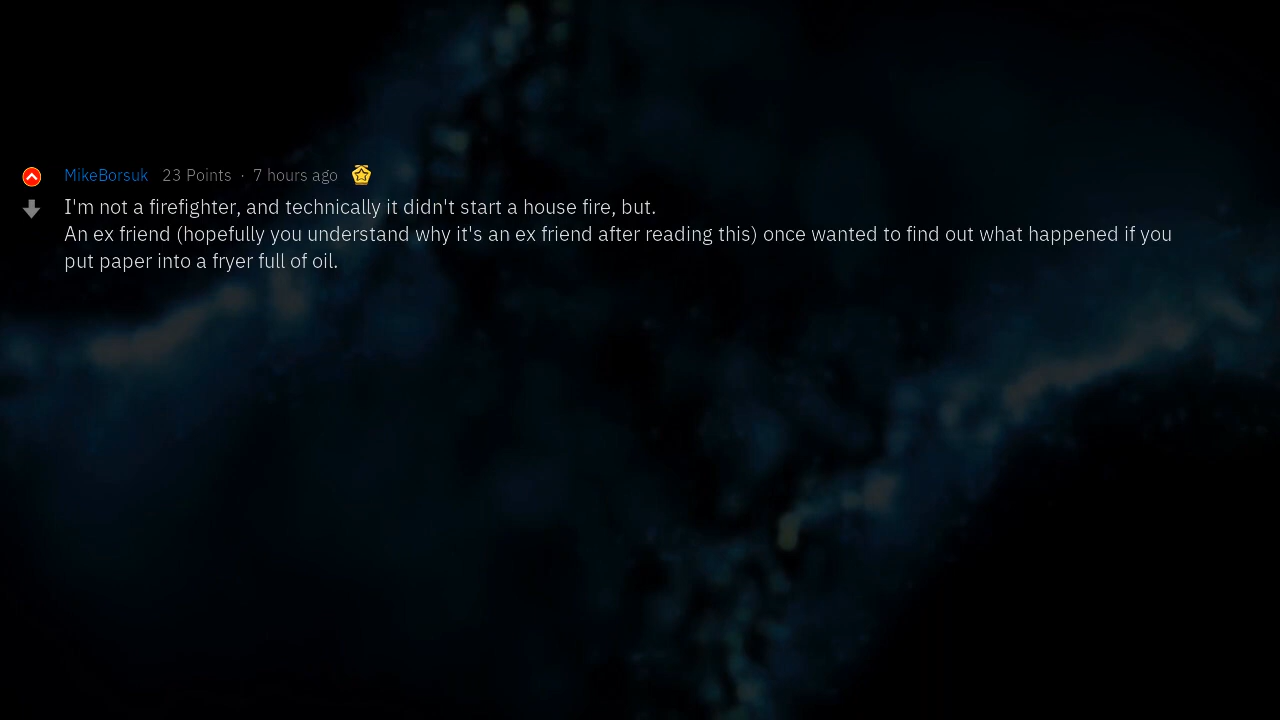 MikeBorsuk 23 Points · 7 hours ago
I'm not a firefighter, and technically it didn't start a house fire, but.
An ex friend (hopefully you understand why it's an ex friend after reading this) once wanted to find out what happened if you
put paper into a fryer full of oil.